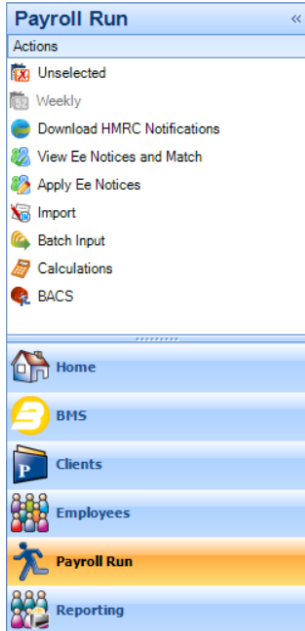 Payroll Run «
Actions
Unselected
Weekly
Download HMRC Notifications
View Ee Notices and Match
Apply Ee Notices
Import
Batch Input
Calculations
BACS
Home
BMS
Clients
Employees
Payroll Run
Reporting